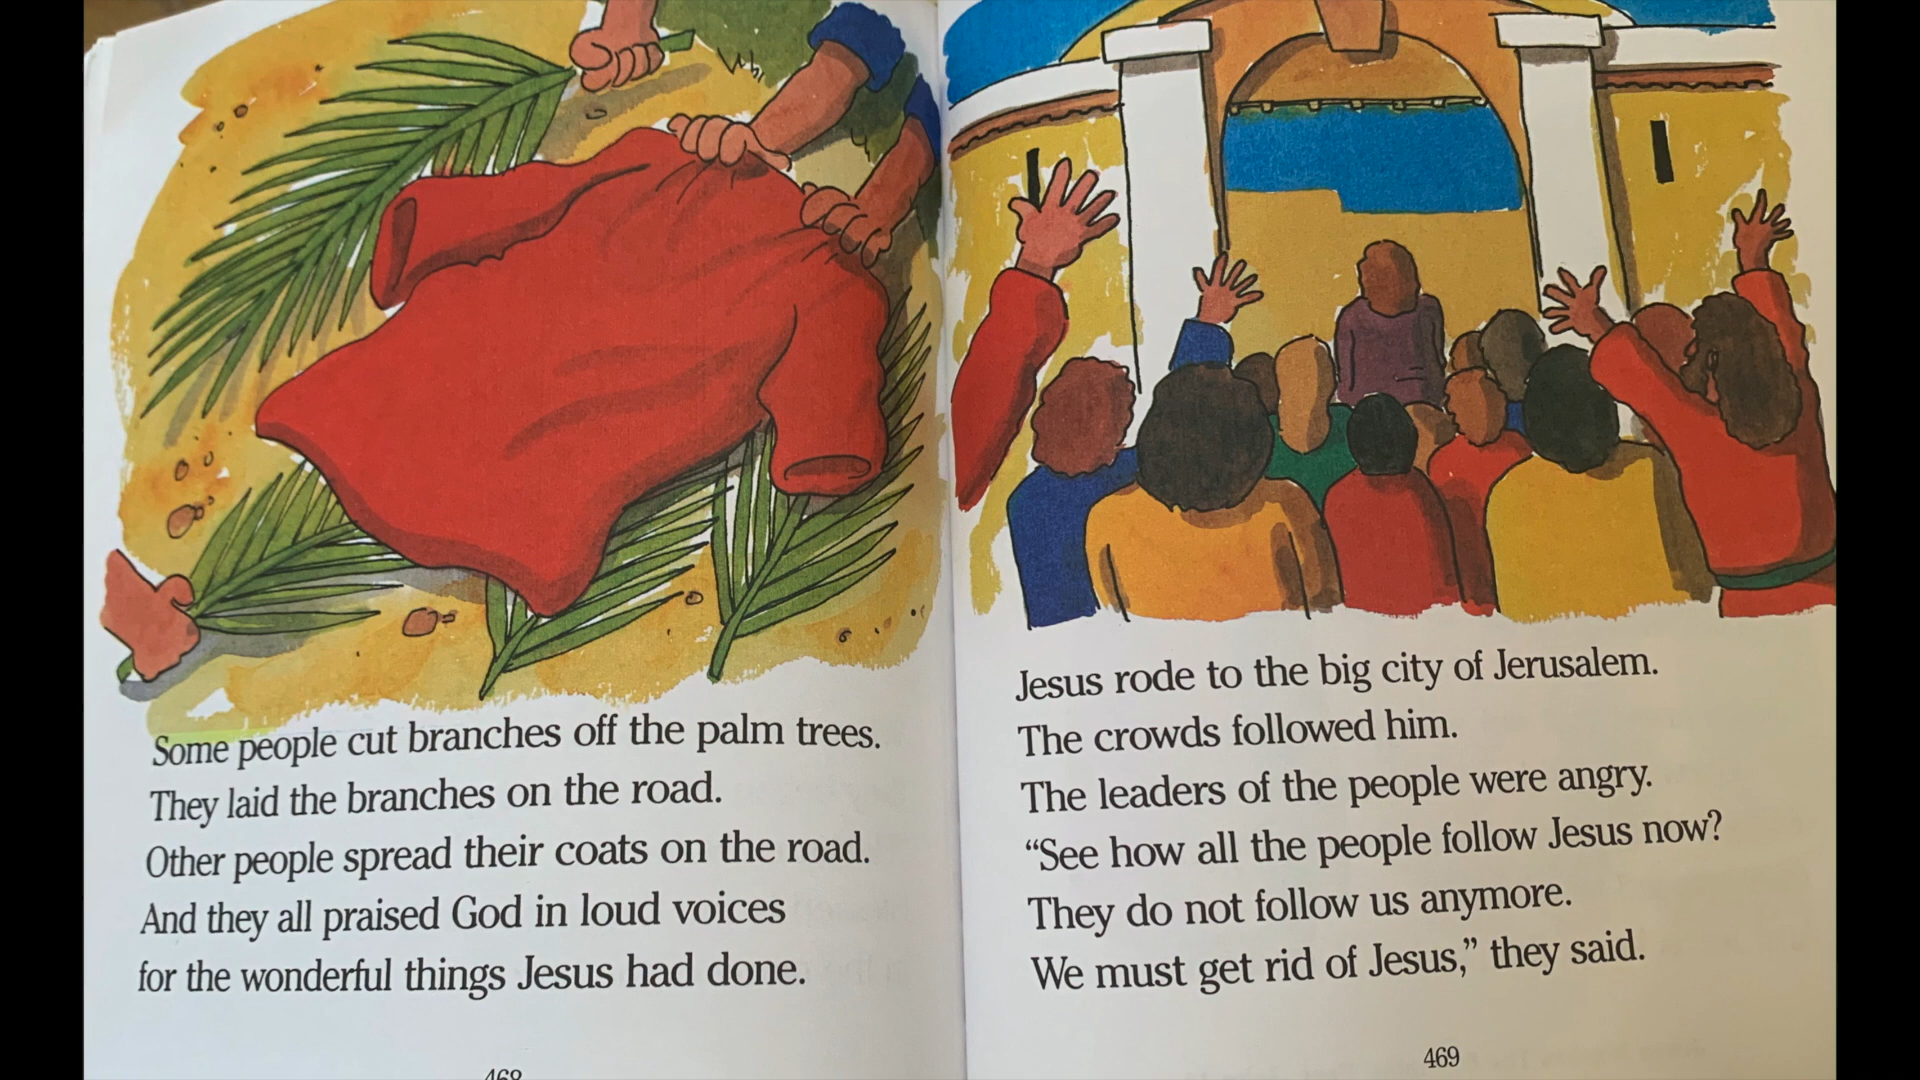 Some people cut branches off the palm trees.
They laid the branches on the road.
Other people spread their coats on the road.
And they all praised God in loud voices
for the wonderful things Jesus had done.
468
Jesus rode to the big city of Jerusalem.
The crowds followed him.
The leaders of the people were angry.
“See how all the people follow Jesus now?
They do not follow us anymore.
We must get rid of Jesus,” they said.
469